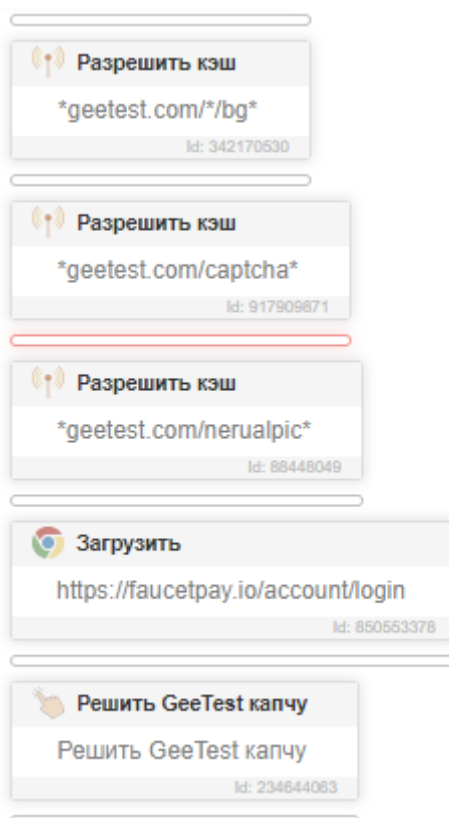 Разрешить кэш
*geetest.com/*/bg*
Id: 342170530
Разрешить кэш
*geetest.com/captcha*
Id: 917909871
Разрешить кэш
*geetest.com/nerualpic*
Id: 88448049
Загрузить
https://faucetpay.io/account/login
Id: 850553378
Решить GeeTest капчу
Решить GeeTest капчу
Id: 234644063